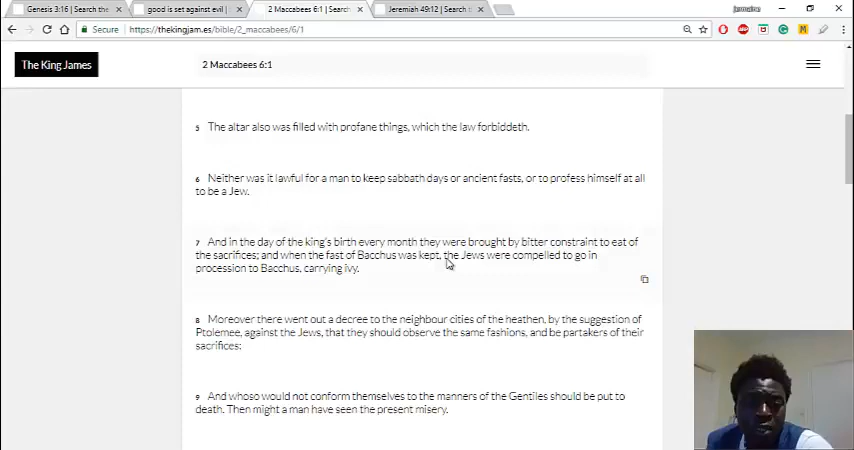 Genesis 3:16 | Search the
good is set against evil |
2 Maccabees 6:1 | Search
Jeremiah 49:12 | Search t
jermaine
Secure
https://thekingjam.es/bible/2_maccabees/6/1
The King James
2 Maccabees 6:1
5 The altar also was filled with profane things, which the law forbiddeth.
6 Neither was it lawful for a man to keep sabbath days or ancient fasts, or to profess himself at all
to be a Jew.
7 And in the day of the king's birth every month they were brought by bitter constraint to eat of
the sacrifices; and when the fast of Bacchus was kept, the Jews were compelled to go in
procession to Bacchus, carrying ivy.
8 Moreover there went out a decree to the neighbour cities of the heathen, by the suggestion of
Ptolemee, against the Jews, that they should observe the same fashions, and be partakers of their
sacrifices:
9 And whoso would not conform themselves to the manners of the Gentiles should be put to
death. Then might a man have seen the present misery.